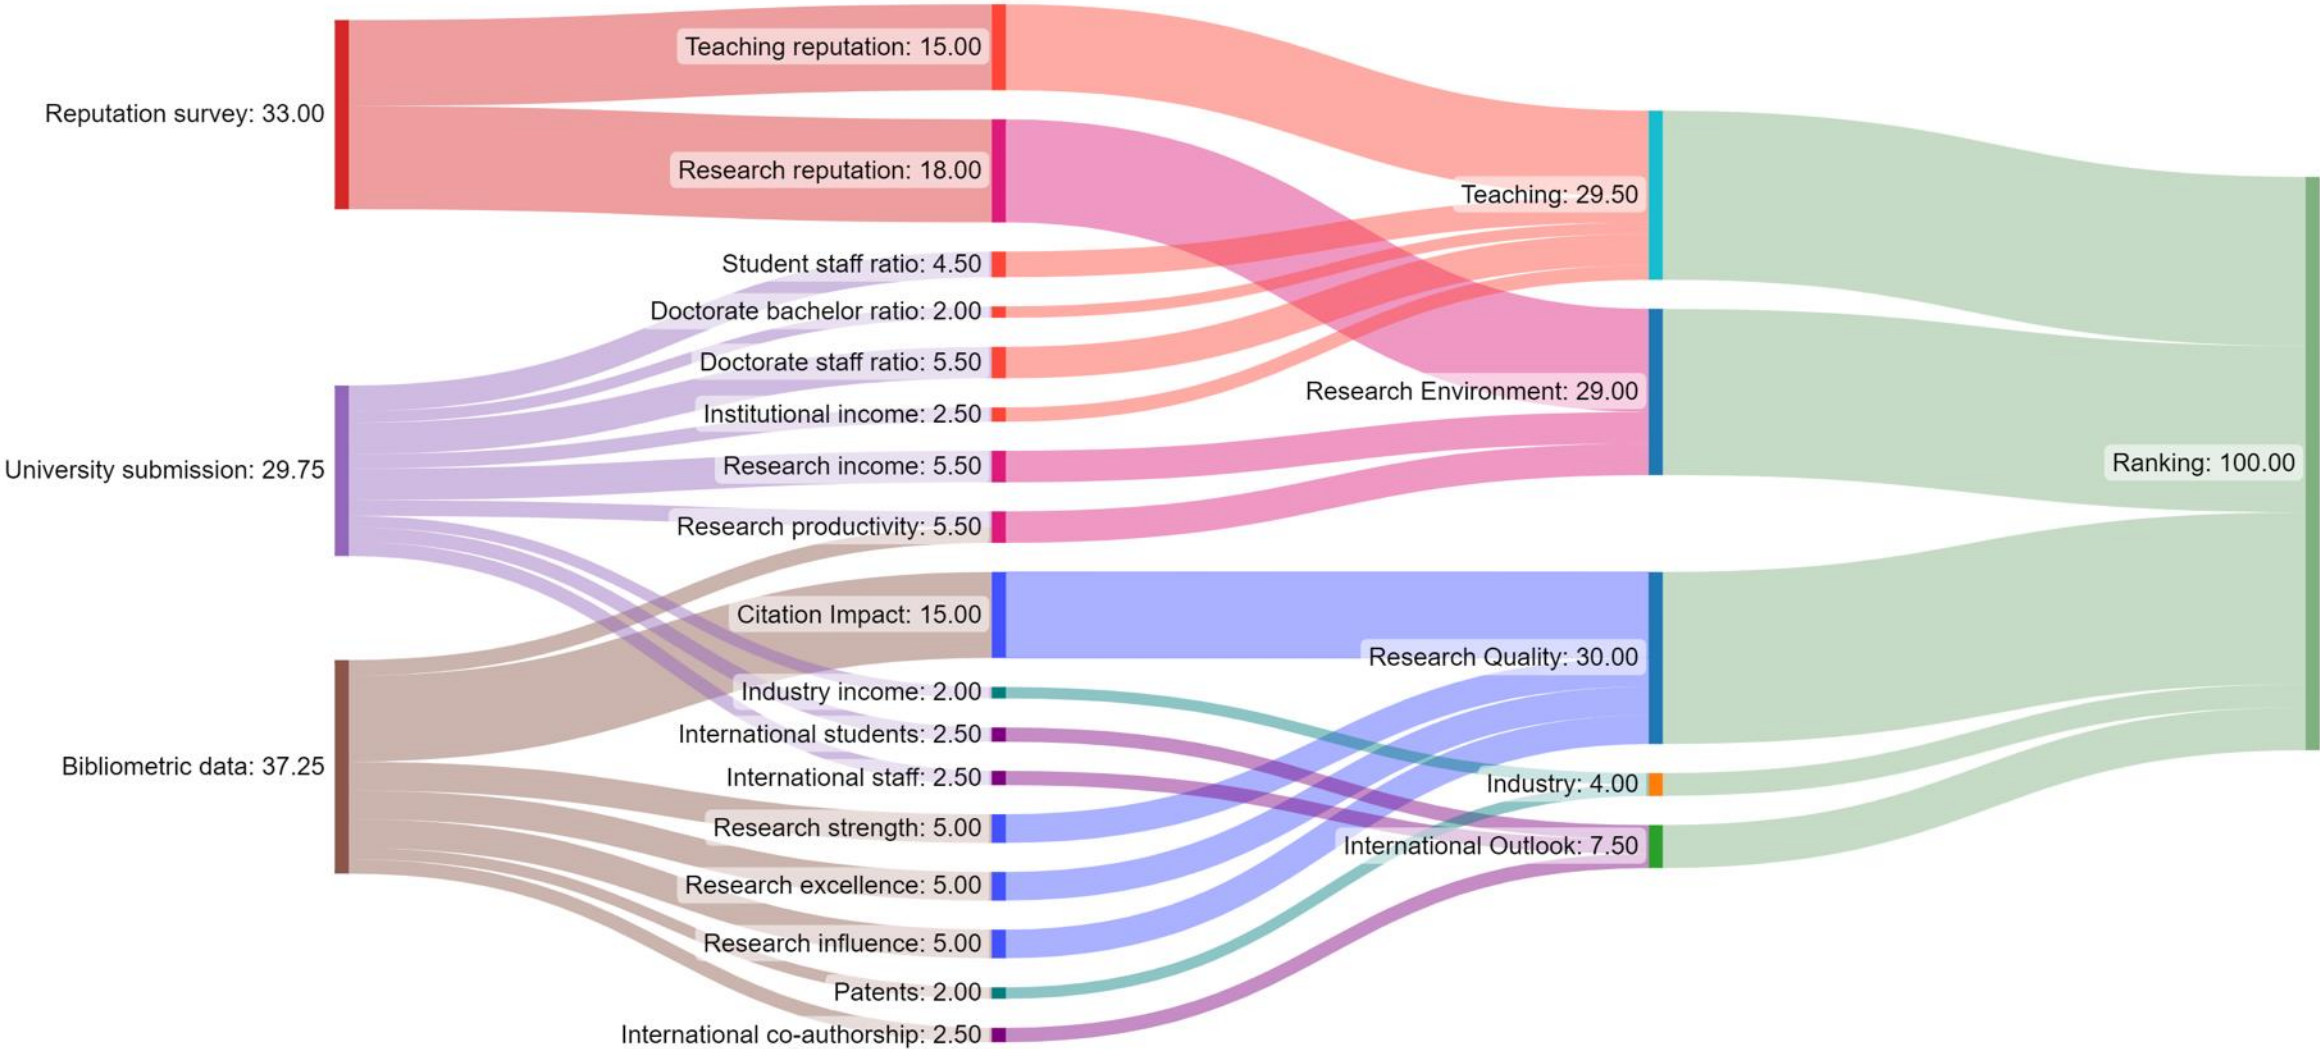 Reputation survey: 33.00
University submission: 29.75
Bibliometric data: 37.25
Teaching reputation: 15.00
Research reputation: 18.00
Student staff ratio: 4.50
Doctorate bachelor ratio: 2.00
Doctorate staff ratio: 5.50
Institutional income: 2.50
Research income: 5.50
Research productivity: 5.50
Citation Impact: 15.00
Industry income: 2.00
International students: 2.50
International staff: 2.50
Research strength: 5.00
Research excellence: 5.00
Research influence: 5.00
Patents: 2.00
International co-authorship: 2.50
Teaching: 29.50
Research Environment: 29.00
Research Quality: 30.00
Industry: 4.00
International Outlook: 7.50
Ranking: 100.00